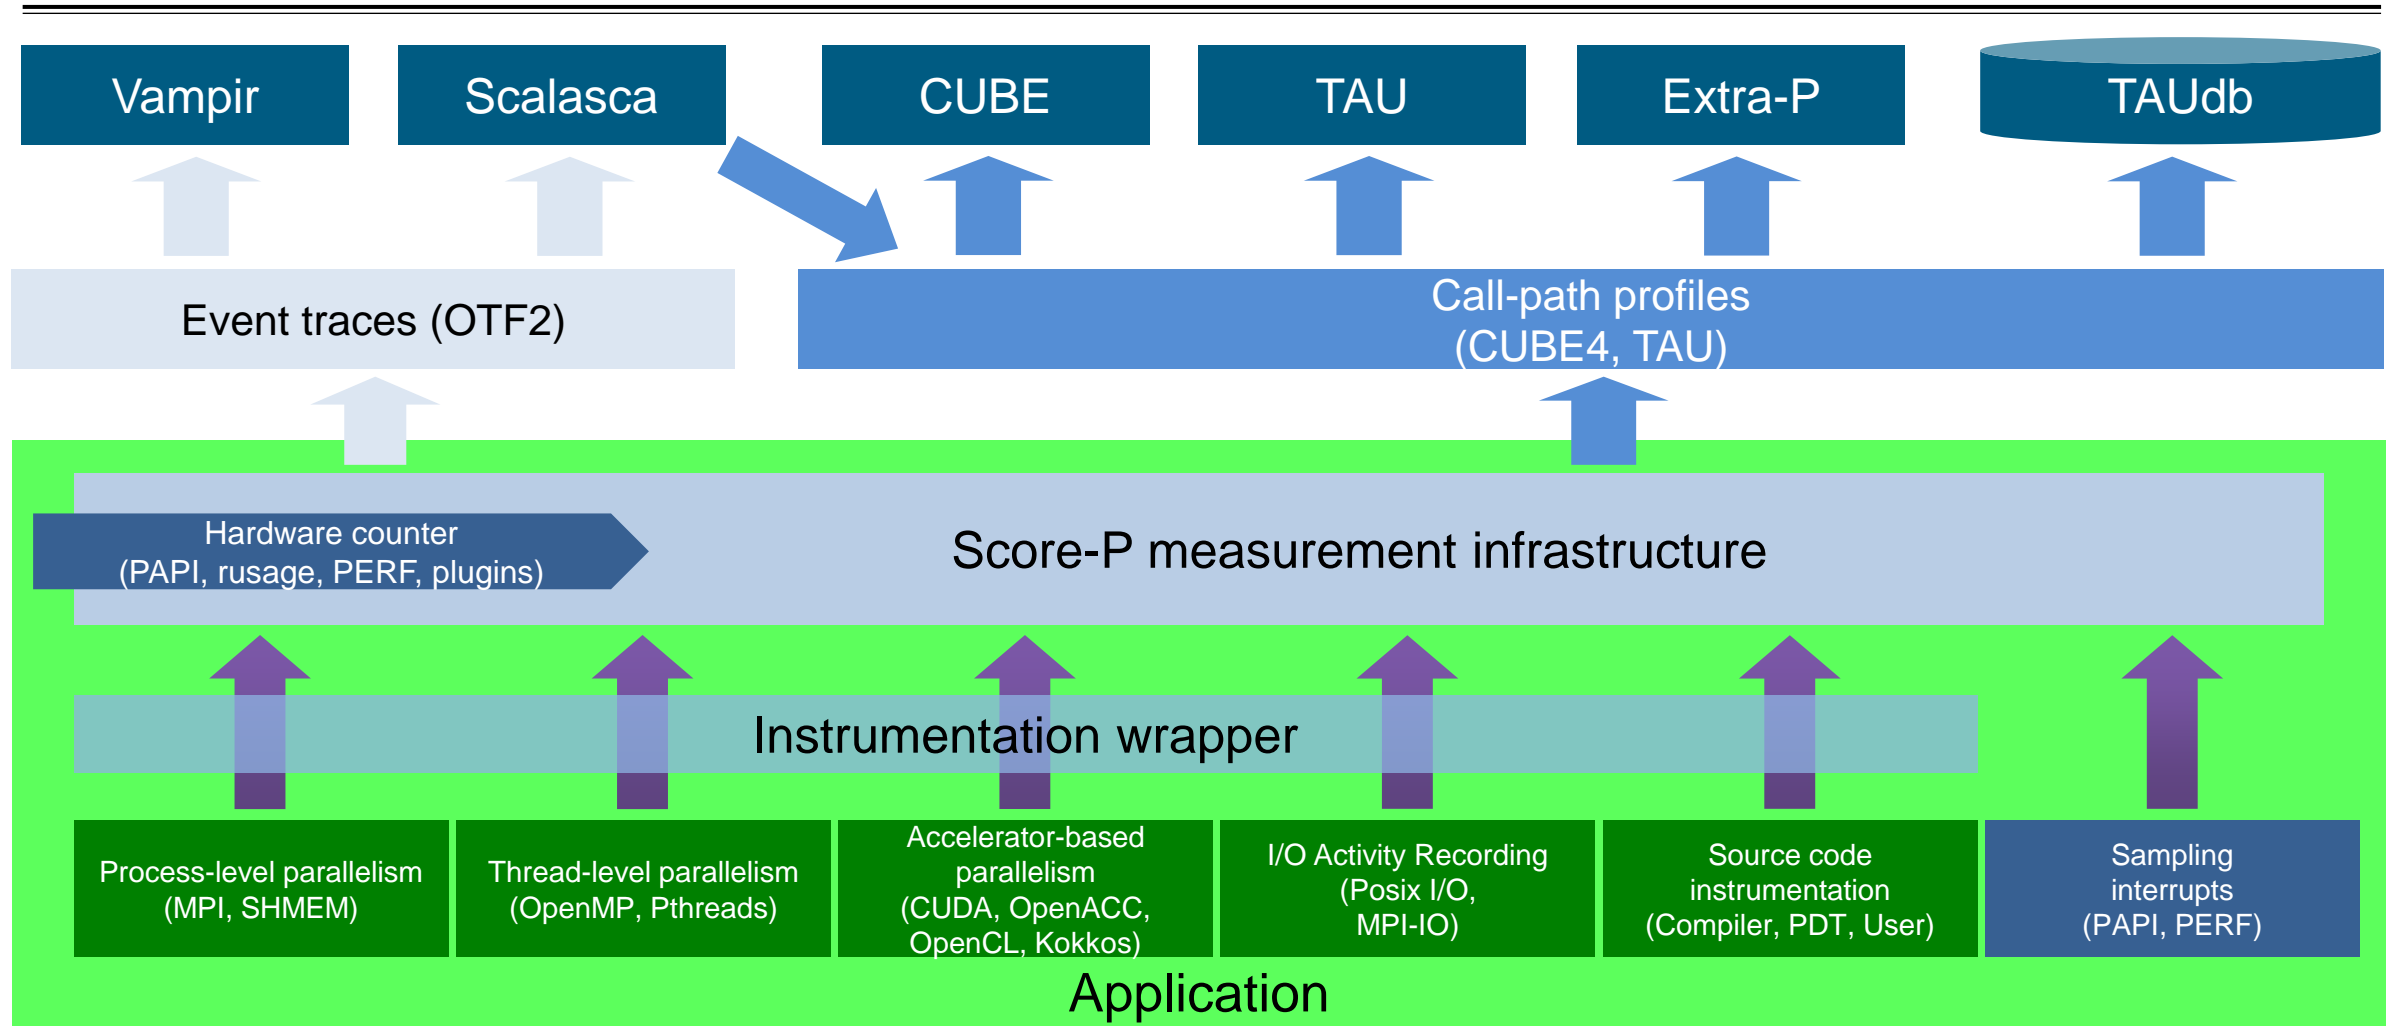 Vampir
Scalasca
CUBE
TAU
Extra-P
TAUdb
Event traces (OTF2)
Call-path profiles
(CUBE4, TAU)
Hardware counter
(PAPI, rusage, PERF, plugins)
Score-P measurement infrastructure
Instrumentation wrapper
Process-level parallelism
(MPI, SHMEM)
Thread-level parallelism
(OpenMP, Pthreads)
Accelerator-based
parallelism
(CUDA, OpenACC,
OpenCL, Kokkos)
I/O Activity Recording
(Posix I/O,
MPI-IO)
Source code
instrumentation
(Compiler, PDT, User)
Sampling
interrupts
(PAPI, PERF)
Application